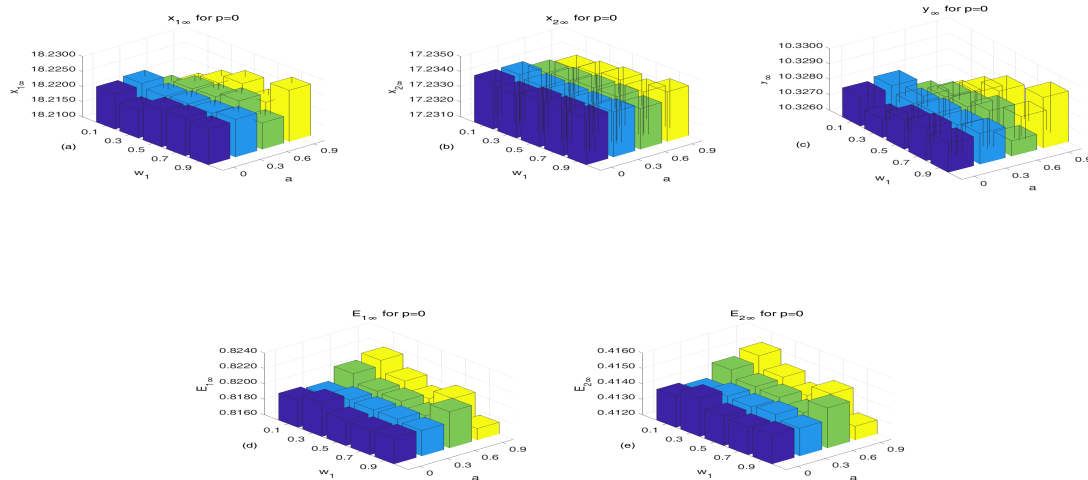 x1∞ for p=0
18.2300
18.2250
18.2200
18.2150
18.2100
x1∞
0.1
0.3
0.5
0.7
0.9
w1
0
0.3
0.6
0.9
a
(a)
x2∞ for p=0
17.2350
17.2340
17.2330
17.2320
17.2310
x2∞
0.1
0.3
0.5
0.7
0.9
w1
0
0.3
0.6
0.9
a
(b)
y∞ for p=0
10.3300
10.3290
10.3280
10.3270
10.3260
y∞
0.1
0.3
0.5
0.7
0.9
w1
0
0.3
0.6
0.9
a
(c)
E1∞ for p=0
0.8240
0.8220
0.8200
0.8180
0.8160
E1∞
0.1
0.3
0.5
0.7
0.9
w1
0
0.3
0.6
0.9
a
(d)
E2∞ for p=0
0.4160
0.4150
0.4140
0.4130
0.4120
E2∞
0.1
0.3
0.5
0.7
0.9
w1
0
0.3
0.6
0.9
a
(e)